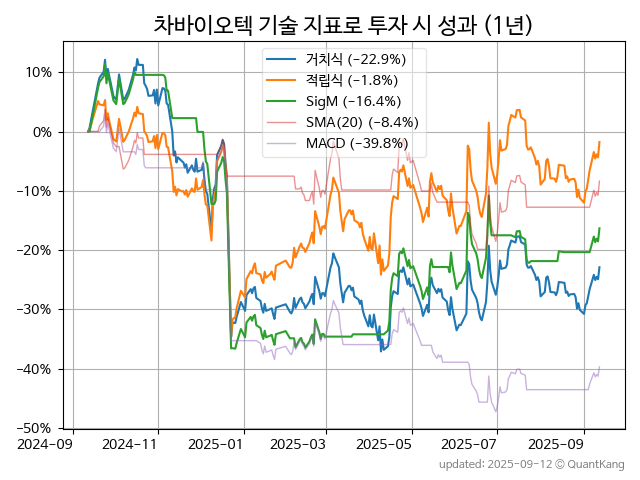 차바이오텍 기술 지표로 투자 시 성과 (1년)
거치식 (−22.9%)
적립식 (−1.8%)
SigM (−16.4%)
SMA(20) (−8.4%)
MACD (−39.8%)
10%
0%
−10%
−20%
−30%
−40%
−50%
2024-09 2024-11 2025-01 2025-03 2025-05 2025-07 2025-09
updated: 2025-09-12 © QuantKang